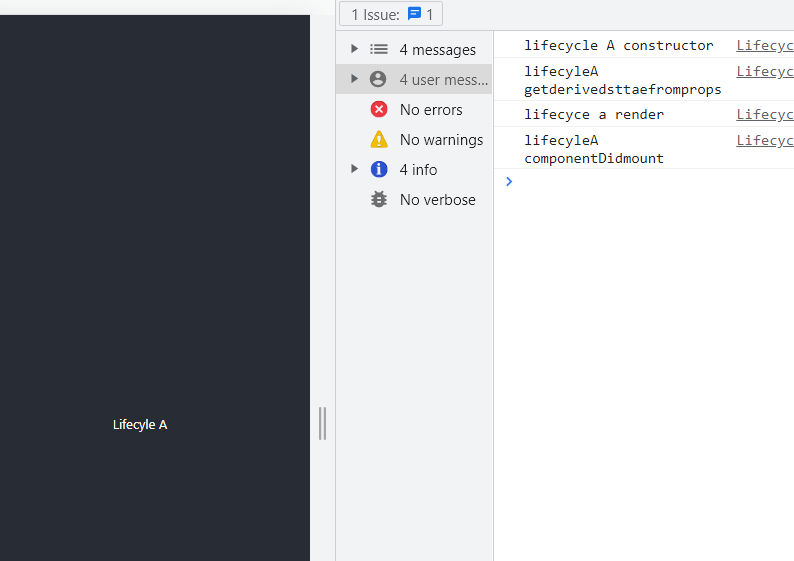 1 Issue: 1
4 messages
4 user mess...
No errors
No warnings
4 info
No verbose
lifecycle A constructor Lifecyc
lifecyleA Lifecyc
getderivedsttaefromprops
lifecyce a render Lifecyc
lifecyleA Lifecyc
componentDidmount
Lifecyle A